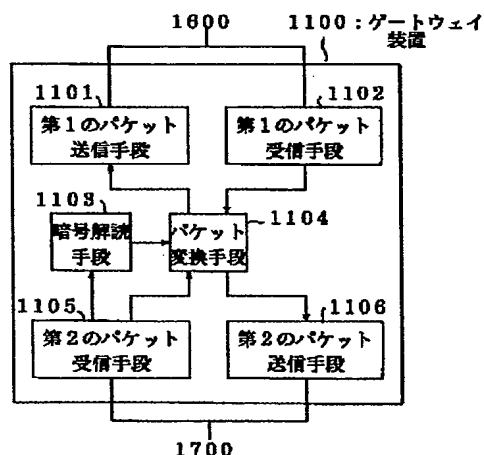 1600
1100:ゲートウェイ
装置
1101
1102
第1のパケット
送信手段
第1のパケット
受信手段
1103
1104
暗号解読
手段
パケット
変換手段
1105
1106
第2のパケット
受信手段
第2のパケット
送信手段
1700